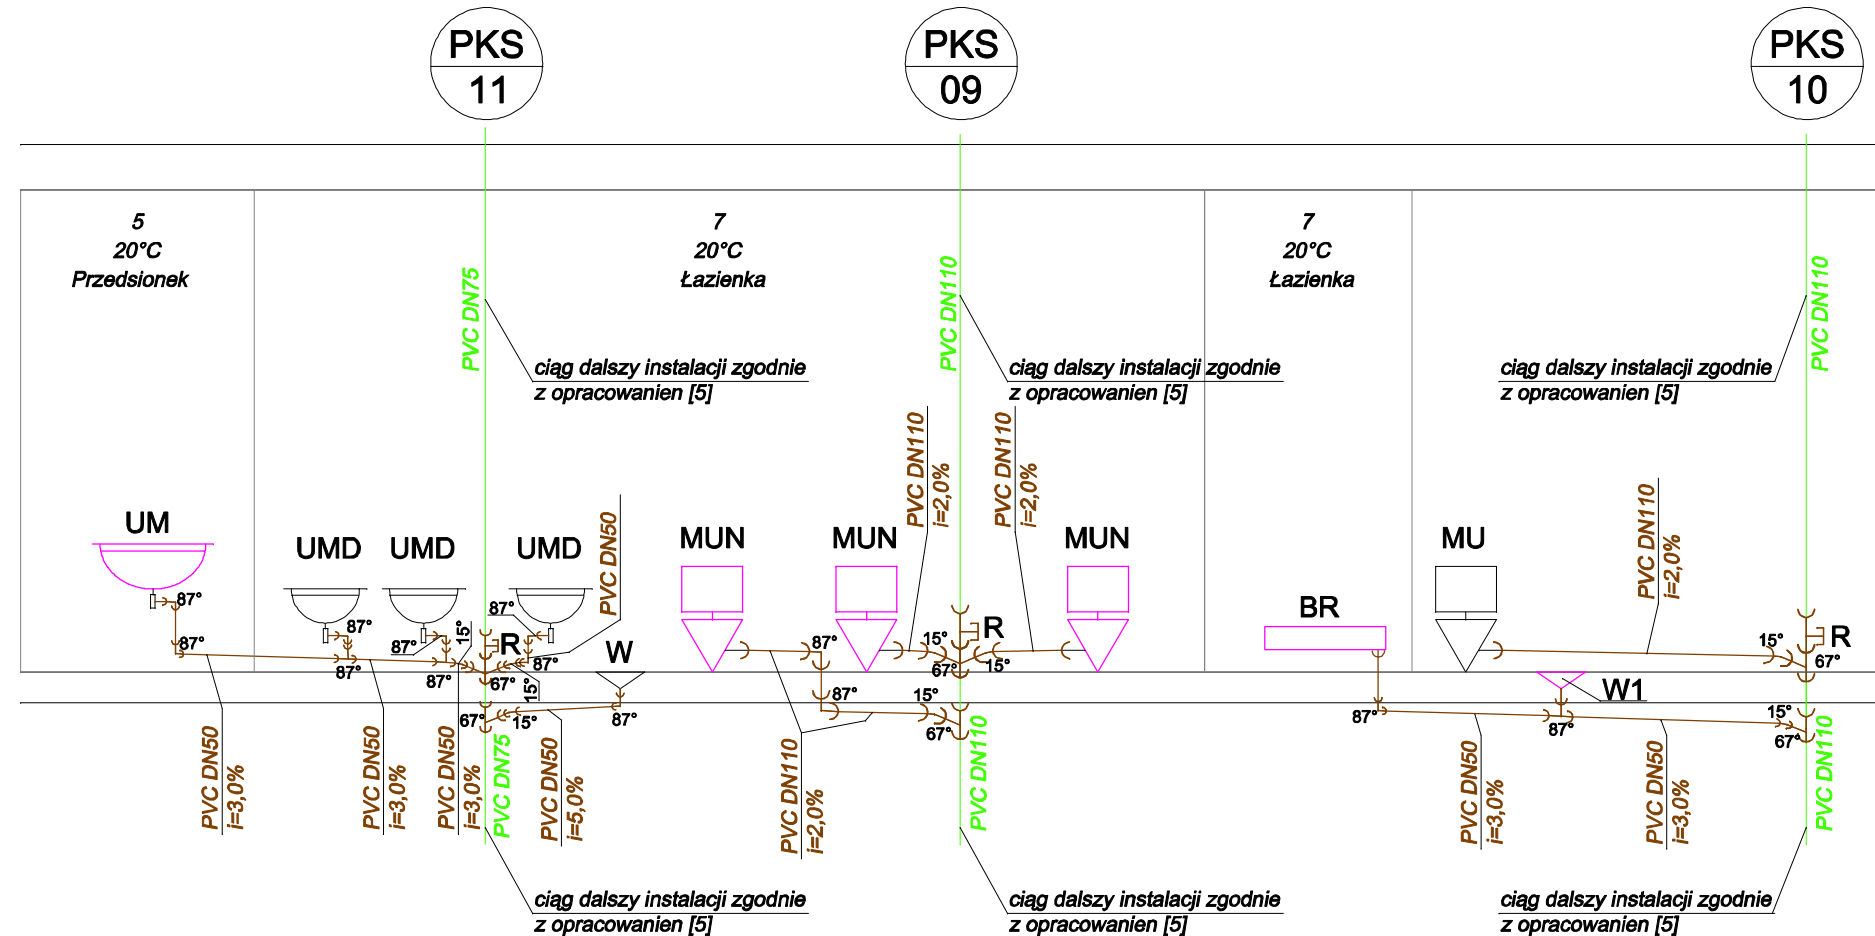 PKS
11
PKS
09
PKS
10
5
20°C
Przedsionek
7
20°C
Łazienka
7
20°C
Łazienka
PVC DN75
PVC DN110
PVC DN110
ciąg dalszy instalacji zgodnie
z opracowanien [5]
ciąg dalszy instalacji zgodnie
z opracowanien [5]
ciąg dalszy instalacji zgodnie
z opracowanien [5]
PVC DN110
i=2,0%
PVC DN110
i=2,0%
PVC DN110
i=2,0%
PVC DN50
UM
UMD
UMD
UMD
MUN
MUN
MUN
MU
BR
87°
87°
87°
87°
87°
87°
15°
R
87°
87°
67°
15°
W
87°
67°
15°
87°
87°
15°
67°
R
15°
15°
67°
87°
87°
W1
15°
R
67°
15°
67°
PVC DN50
i=3,0%
PVC DN50
i=3,0%
PVC DN50
i=3,0%
PVC DN75
PVC DN50
i=5,0%
PVC DN110
i=2,0%
PVC DN110
PVC DN50
i=3,0%
PVC DN50
i=3,0%
PVC DN110
ciąg dalszy instalacji zgodnie
z opracowanien [5]
ciąg dalszy instalacji zgodnie
z opracowanien [5]
ciąg dalszy instalacji zgodnie
z opracowanien [5]